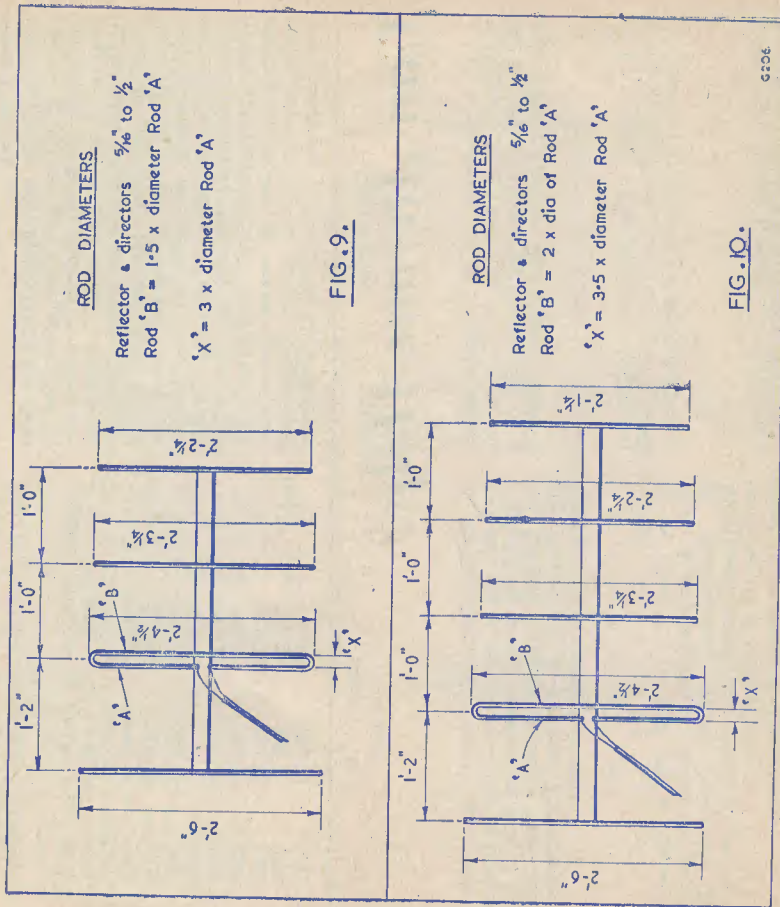 ROD DIAMETERS
Reflector & directors 5/16" to 1/2"
Rod 'B' = 1·5 x diameter Rod 'A'
'X' = 3 x diameter Rod 'A'
FIG.9.
1'-2"
1'-0"
1'-0"
2'-6"
'A'
'B'
2'-4½"
2'-3¼"
2'-2¼"
'X'
ROD DIAMETERS
Reflector & directors 5/16" to ½"
Rod 'B' = 2 x dia of Rod 'A'
'X' = 3·5 x diameter Rod 'A'
FIG.10.
1'-2"
1'-0"
1'-0"
1'-0"
2'-6"
'A'
'B'
2'-4½"
2'-3¼"
2'-2¼"
2'-1¼"
'X'
G206